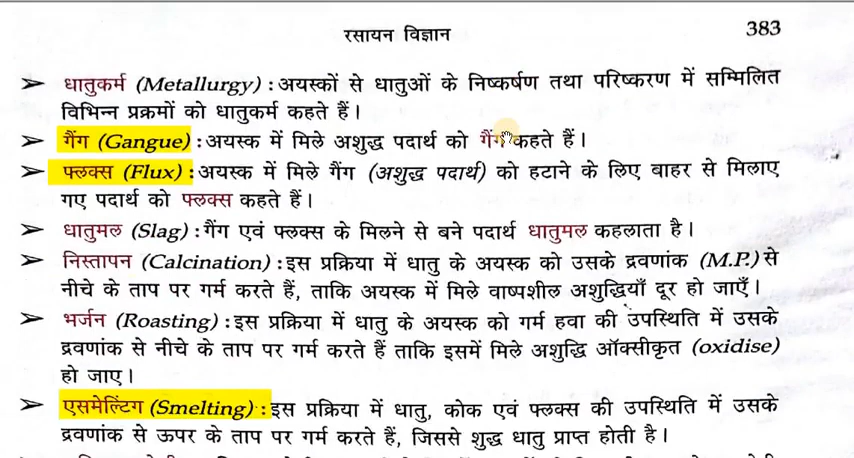 रसायन विज्ञान 383
➢ धातुकर्म (Metallurgy) : अयस्कों से धातुओं के निष्कर्षण तथा परिष्करण में सम्मिलित
विभिन्न प्रक्रमों को धातुकर्म कहते हैं।
➢ गैंग (Gangue) : अयस्क में मिले अशुद्ध पदार्थ को गैंग कहते हैं।
➢ फ्लक्स (Flux) : अयस्क में मिले गैंग (अशुद्ध पदार्थ) को हटाने के लिए बाहर से मिलाए
गए पदार्थ को फ्लक्स कहते हैं।
➢ धातुमल (Slag) : गैंग एवं फ्लक्स के मिलने से बने पदार्थ धातुमल कहलाता है।
➢ निस्तापन (Calcination) : इस प्रक्रिया में धातु के अयस्क को उसके द्रवणांक (M.P.) से
नीचे के ताप पर गर्म करते हैं, ताकि अयस्क में मिले वाष्पशील अशुद्धियाँ दूर हो जाएँ।
➢ भर्जन (Roasting) : इस प्रक्रिया में धातु के अयस्क को गर्म हवा की उपस्थिति में उसके
द्रवणांक से नीचे के ताप पर गर्म करते हैं ताकि इसमें मिले अशुद्धि ऑक्सीकृत (oxidise)
हो जाए।
➢ एसमेल्टिंग (Smelting) : इस प्रक्रिया में धातु, कोक एवं फ्लक्स की उपस्थिति में उसके
द्रवणांक से ऊपर के ताप पर गर्म करते हैं, जिससे शुद्ध धातु प्राप्त होती है।